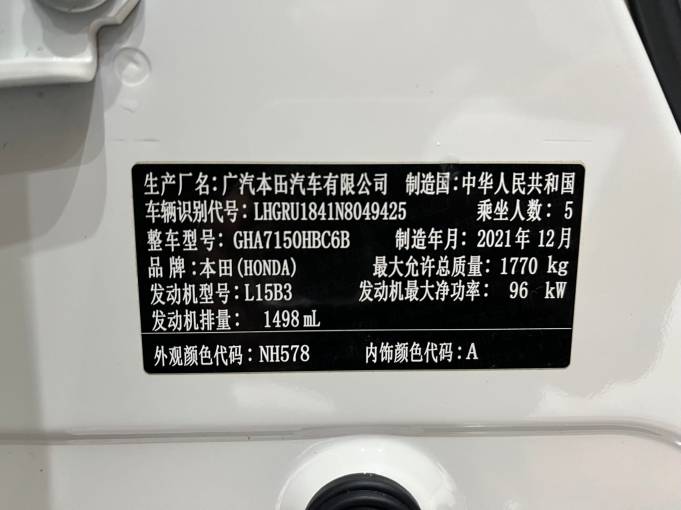 生产厂名:广汽本田汽车有限公司 制造国:中华人民共和国
车辆识别代号:LHGRU1841N8049425 乘坐人数:5
整车型号:GHA7150HBC6B 制造年月:2021年12月
品牌:本田(HONDA) 最大允许总质量:1770 kg
发动机型号:L15B3 发动机最大净功率:96 kW
发动机排量:1498 mL
外观颜色代码:NH578 内饰颜色代码:A